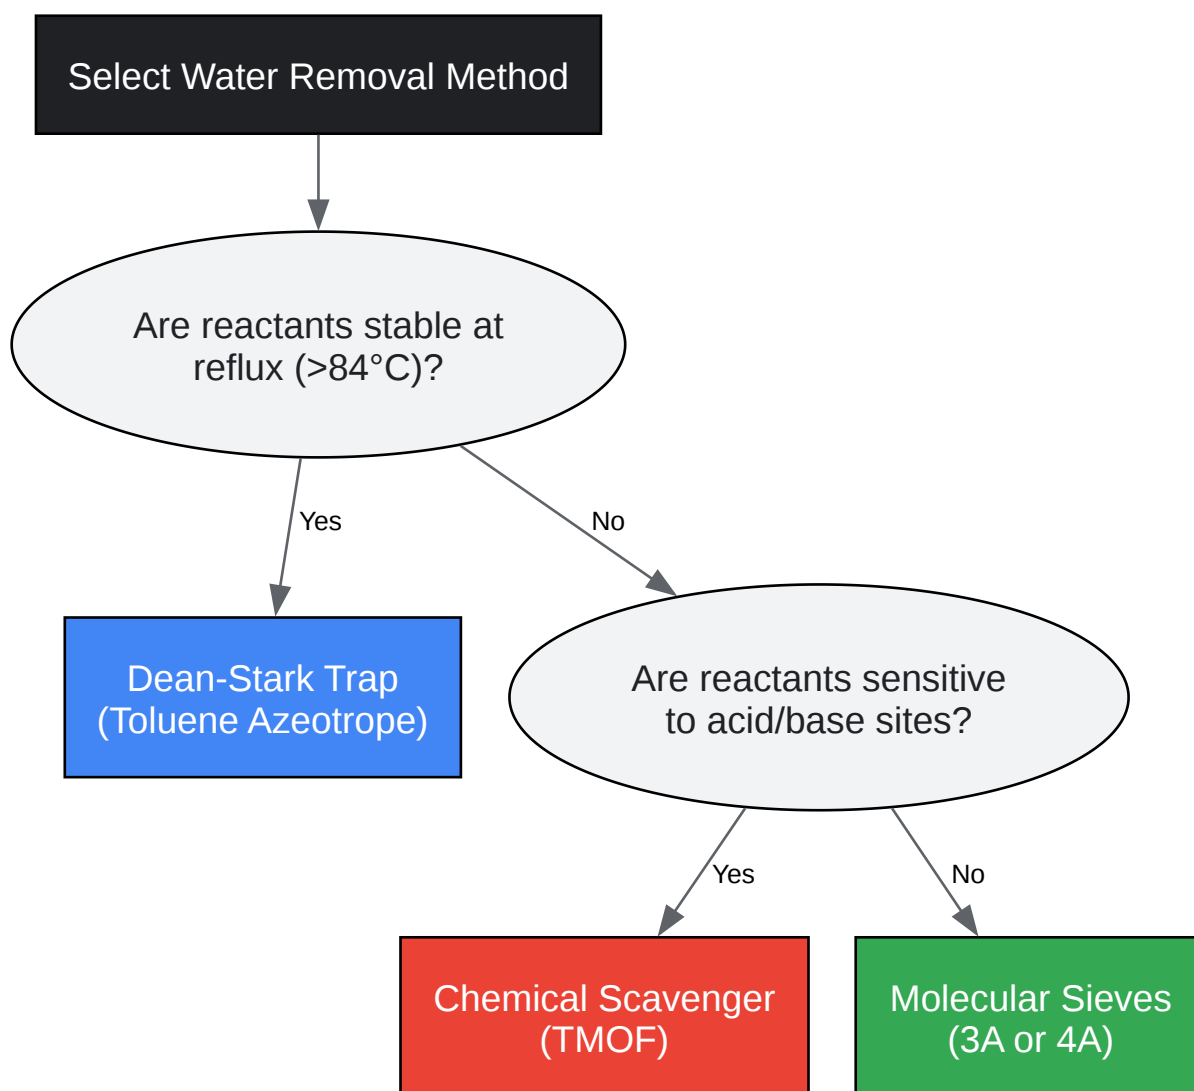 Select Water Removal Method
Are reactants stable at
reflux (>84°C)?
Yes
No
Dean-Stark Trap
(Toluene Azeotrope)
Are reactants sensitive
to acid/base sites?
Yes
No
Chemical Scavenger
(TMOF)
Molecular Sieves
(3A or 4A)